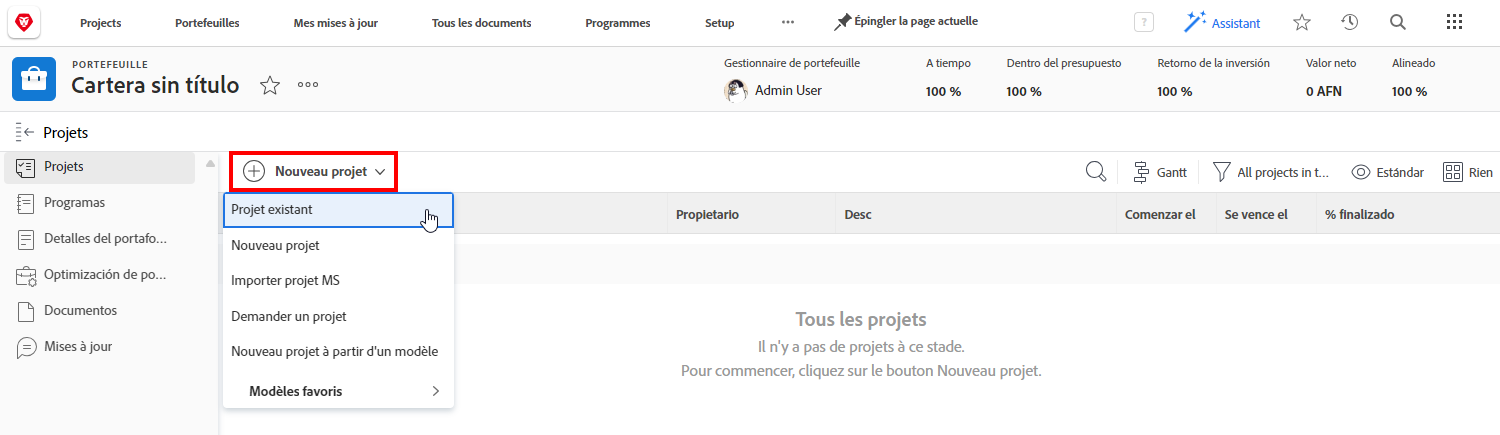 Projects Portefeuilles Mes mises à jour Tous les documents Programmes Setup Épingler la page actuelle ? Assistant
PORTEFEUILLE
Cartera sin título
Gestionnaire de portefeuille A tiempo Dentro del presupuesto Retorno de la inversión Valor neto Alineado
Admin User 100 % 100 % 100 % 0 AFN 100 %
Projets
Projets
Programas
Detalles del portafo...
Optimización de po...
Documentos
Mises à jour
Nouveau projet
Gantt All projects in t... Estándar Rien
Projet existant
Nouveau projet
Importer projet MS
Demander un projet
Nouveau projet à partir d'un modèle
Modèles favoris
Propietario Desc Comenzar el Se vence el % finalizado
Tous les projets
Il n'y a pas de projets à ce stade.
Pour commencer, cliquez sur le bouton Nouveau projet.